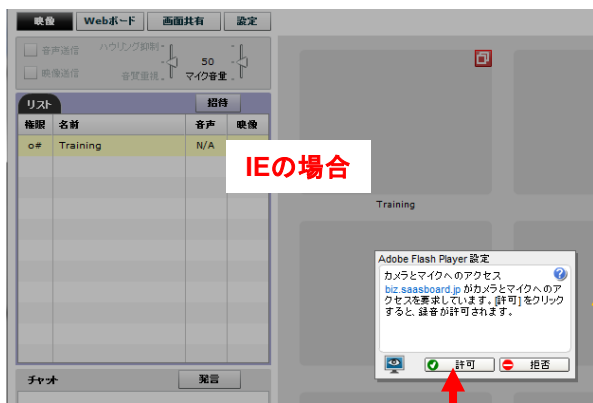 映像 Webボード 画面共有 設定
音声送信 ハウリング抑制
映像送信 音質重視
50
マイク音量
リスト 招待
権限 名前 音声 映像
o# Training N/A
IEの場合
Training
Adobe Flash Player 設定
カメラとマイクへのアクセス
biz.saasboard.jp がカメラとマイクへのア
クセスを要求しています。[許可] をクリック
すると、録音が許可されます。
許可 拒否
チャット 発言